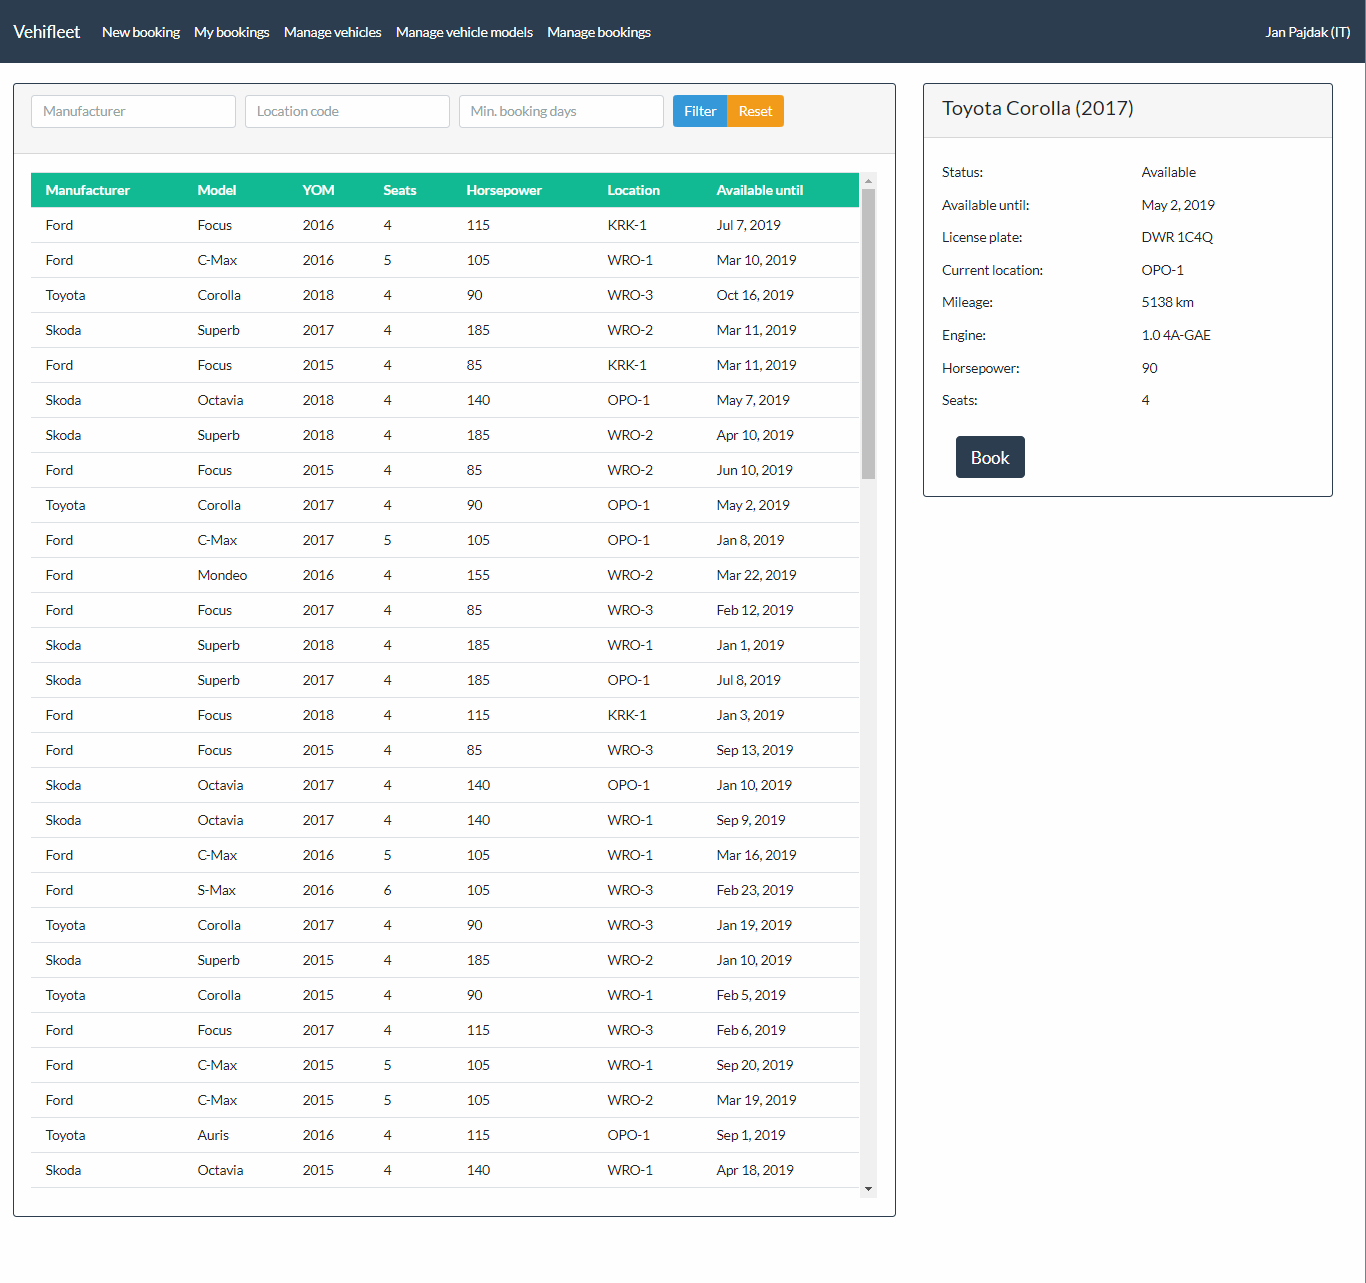 Vehifleet New booking My bookings Manage vehicles Manage vehicle models Manage bookings Jan Pajdak (IT)
Manufacturer Location code Min. booking days Filter Reset
Manufacturer Model YOM Seats Horsepower Location Available until
Ford Focus 2016 4 115 KRK-1 Jul 7, 2019
Ford C-Max 2016 5 105 WRO-1 Mar 10, 2019
Toyota Corolla 2018 4 90 WRO-3 Oct 16, 2019
Skoda Superb 2017 4 185 WRO-2 Mar 11, 2019
Ford Focus 2015 4 85 KRK-1 Mar 11, 2019
Skoda Octavia 2018 4 140 OPO-1 May 7, 2019
Skoda Superb 2018 4 185 WRO-2 Apr 10, 2019
Ford Focus 2015 4 85 WRO-2 Jun 10, 2019
Toyota Corolla 2017 4 90 OPO-1 May 2, 2019
Ford C-Max 2017 5 105 OPO-1 Jan 8, 2019
Ford Mondeo 2016 4 155 WRO-2 Mar 22, 2019
Ford Focus 2017 4 85 WRO-3 Feb 12, 2019
Skoda Superb 2018 4 185 WRO-1 Jan 1, 2019
Skoda Superb 2017 4 185 OPO-1 Jul 8, 2019
Ford Focus 2018 4 115 KRK-1 Jan 3, 2019
Ford Focus 2015 4 85 WRO-3 Sep 13, 2019
Skoda Octavia 2017 4 140 OPO-1 Jan 10, 2019
Skoda Octavia 2017 4 140 WRO-1 Sep 9, 2019
Ford C-Max 2016 5 105 WRO-1 Mar 16, 2019
Ford S-Max 2016 6 105 WRO-3 Feb 23, 2019
Toyota Corolla 2017 4 90 WRO-3 Jan 19, 2019
Skoda Superb 2015 4 185 WRO-2 Jan 10, 2019
Toyota Corolla 2015 4 90 WRO-1 Feb 5, 2019
Ford Focus 2017 4 115 WRO-3 Feb 6, 2019
Ford C-Max 2015 5 105 WRO-1 Sep 20, 2019
Ford C-Max 2015 5 105 WRO-2 Mar 19, 2019
Toyota Auris 2016 4 115 OPO-1 Sep 1, 2019
Skoda Octavia 2015 4 140 WRO-1 Apr 18, 2019
Toyota Corolla (2017)
Status: Available
Available until: May 2, 2019
License plate: DWR 1C4Q
Current location: OPO-1
Mileage: 5138 km
Engine: 1.0 4A-GAE
Horsepower: 90
Seats: 4
Book